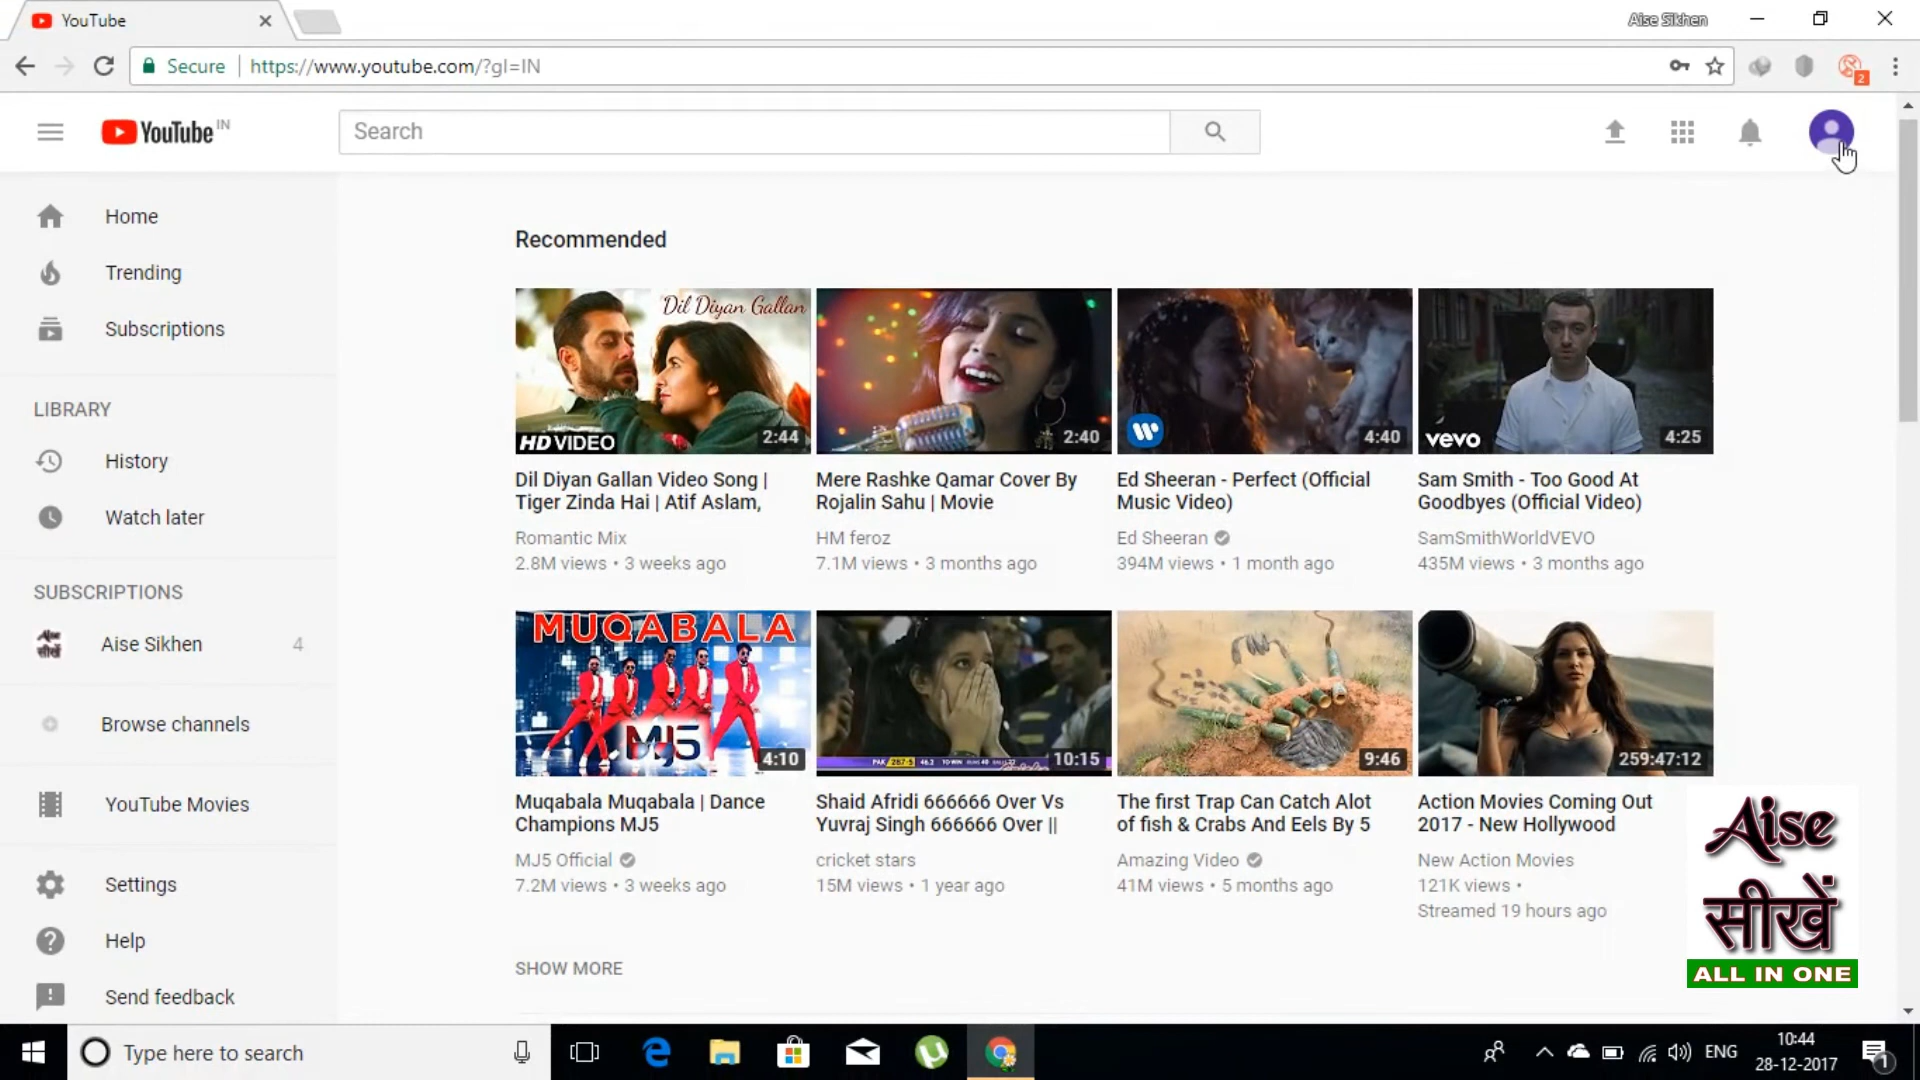 YouTube
Aise Sikhen
Secure
https://www.youtube.com/?gl=IN
2
YouTube IN
Search
Home
Trending
Subscriptions
LIBRARY
History
Watch later
SUBSCRIPTIONS
Aise सीखें
Aise Sikhen 4
Browse channels
YouTube Movies
Settings
Help
Send feedback
Recommended
Dil Diyan Gallan
HD VIDEO
2:44
2:40
4:40
vevo
4:25
Dil Diyan Gallan Video Song |
Tiger Zinda Hai | Atif Aslam,
Romantic Mix
2.8M views • 3 weeks ago
Mere Rashke Qamar Cover By
Rojalin Sahu | Movie
HM feroz
7.1M views • 3 months ago
Ed Sheeran - Perfect (Official
Music Video)
Ed Sheeran
394M views • 1 month ago
Sam Smith - Too Good At
Goodbyes (Official Video)
SamSmithWorldVEVO
435M views • 3 months ago
MUQABALA
MJ5
4:10
PAK 287-5 46.2
10:15
9:46
259:47:12
Muqabala Muqabala | Dance
Champions MJ5
MJ5 Official
7.2M views • 3 weeks ago
Shaid Afridi 666666 Over Vs
Yuvraj Singh 666666 Over ||
cricket stars
15M views • 1 year ago
The first Trap Can Catch Alot
of fish & Crabs And Eels By 5
Amazing Video
41M views • 5 months ago
Action Movies Coming Out
2017 - New Hollywood
New Action Movies
121K views •
Streamed 19 hours ago
SHOW MORE
Aise
सीखें
ALL IN ONE
Type here to search
ENG
10:44
28-12-2017
1